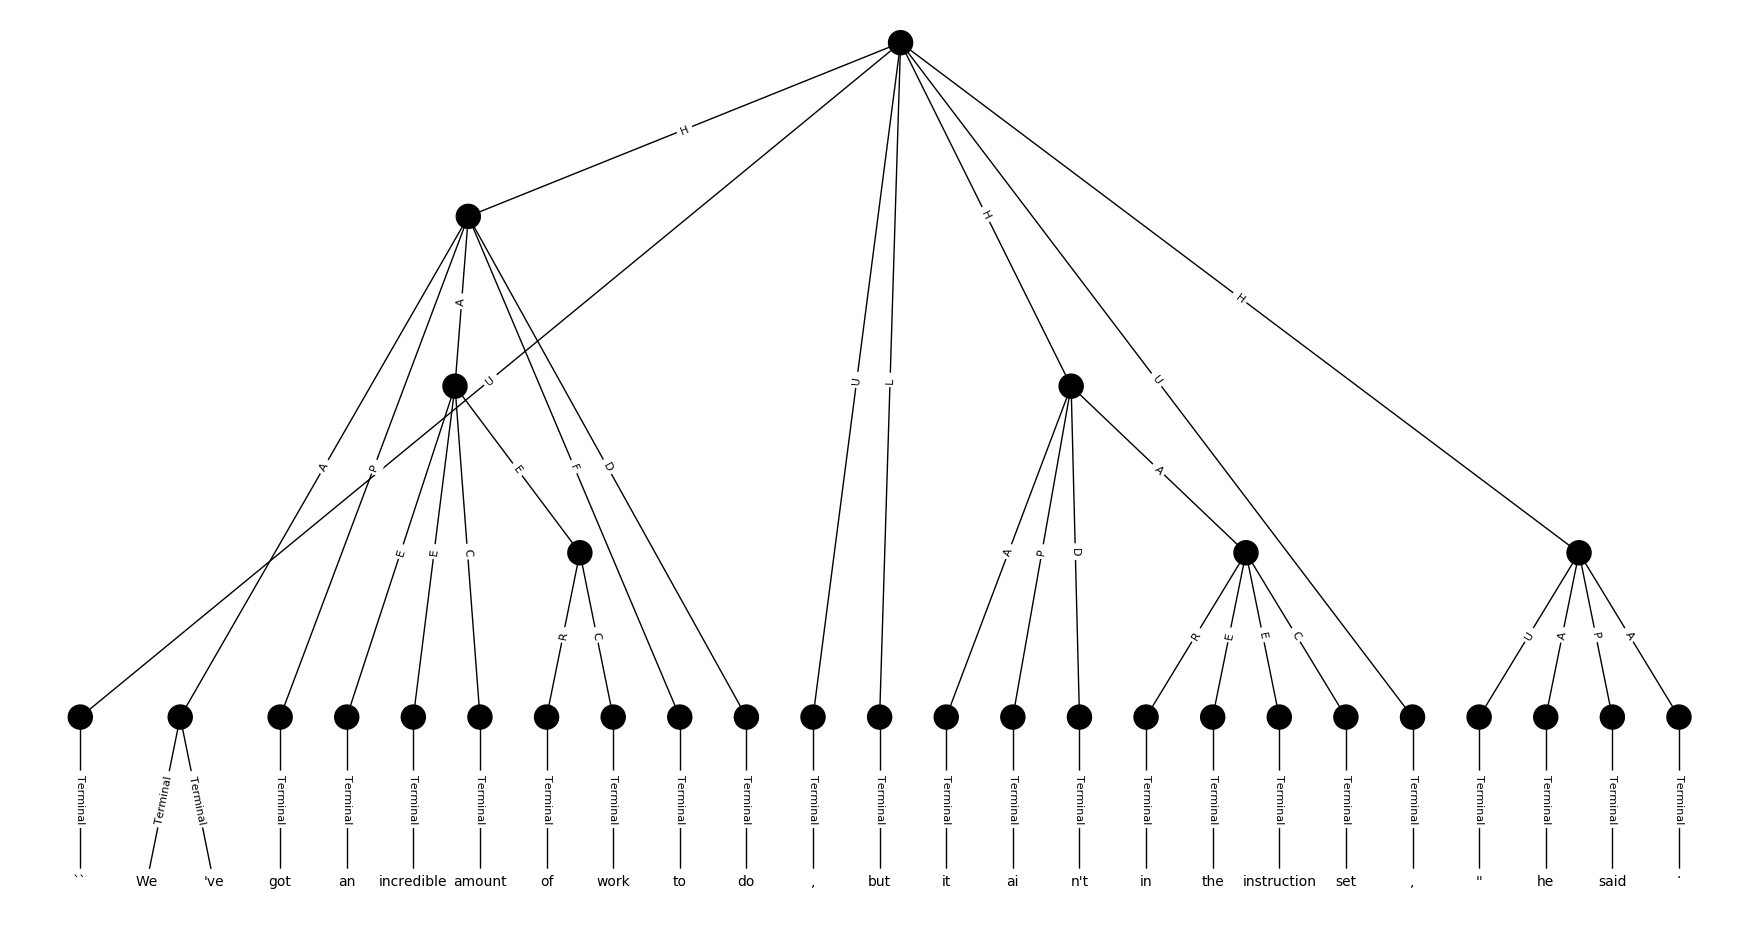 H
H
A
U
H
U
L
U
A
P
F
D
E
A
E
E
C
A
P
D
R
C
R
E
E
C
U
A
P
A
Terminal Terminal Terminal Terminal Terminal Terminal Terminal Terminal Terminal Terminal Terminal Terminal Terminal Terminal Terminal Terminal Terminal Terminal Terminal Terminal Terminal Terminal Terminal Terminal Terminal
`` We 've got an incredible amount of work to do , but it ai n't in the instruction set , " he said .